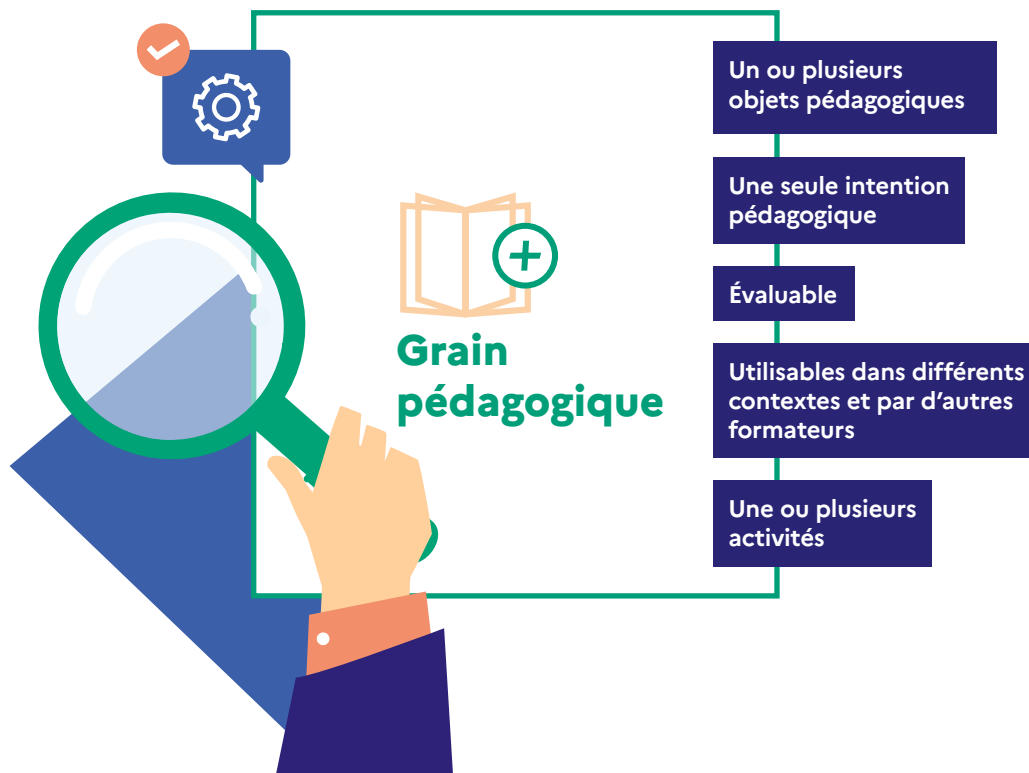 Un ou plusieurs
objets pédagogiques
Une seule intention
pédagogique
Évaluable
Grain
pédagogique
Utilisables dans différents
contextes et par d'autres
formateurs
Une ou plusieurs
activités